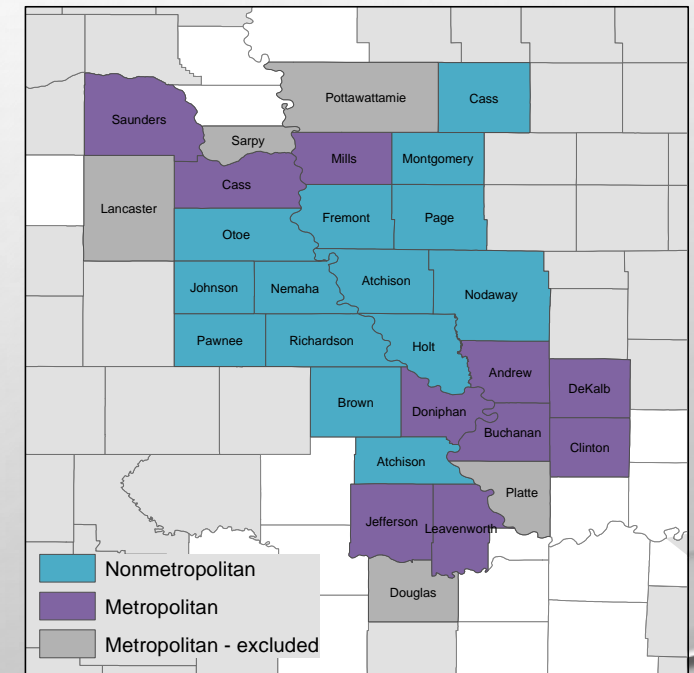 Pottawattamie
Cass
Saunders
Sarpy
Mills
Montgomery
Cass
Lancaster
Fremont
Page
Otoe
Atchison
Johnson
Nemaha
Nodaway
Pawnee
Richardson
Holt
Andrew
DeKalb
Brown
Doniphan
Buchanan
Clinton
Atchison
Platte
Jefferson
Leavenworth
Douglas
Nonmetropolitan
Metropolitan
Metropolitan - excluded